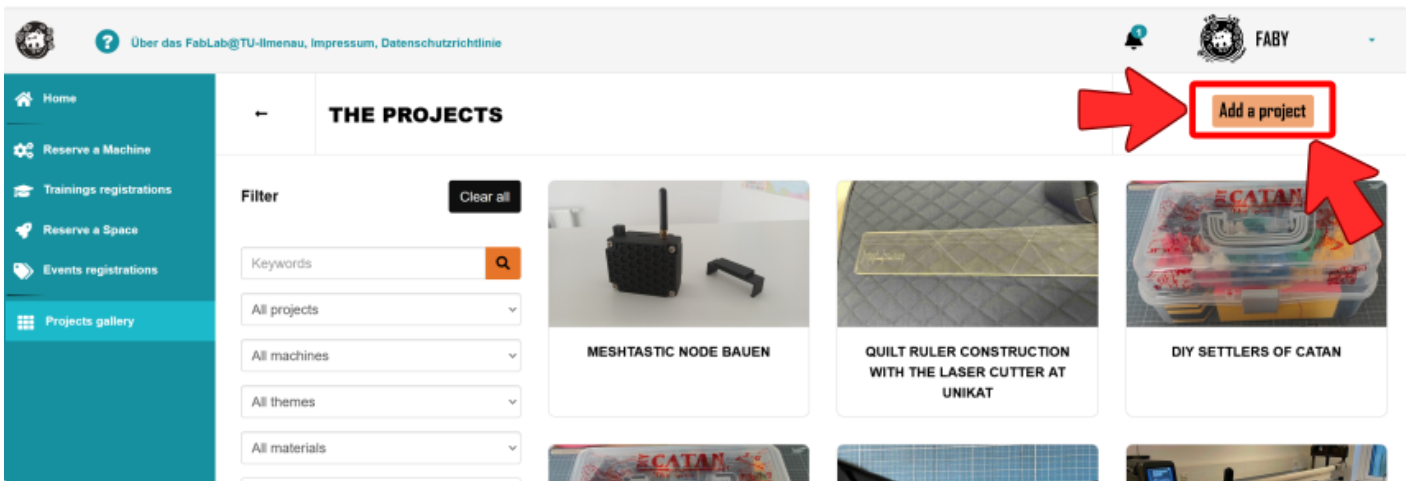 Über das FabLab@TU-Ilmenau, Impressum, Datenschutzrichtlinie
1
FABY
Home
Reserve a Machine
Trainings registrations
Reserve a Space
Events registrations
Projects gallery
THE PROJECTS
Add a project
Filter
Clear all
Keywords
All projects
All machines
All themes
All materials
MESHTASTIC NODE BAUEN
QUILT RULER CONSTRUCTION
WITH THE LASER CUTTER AT
UNIKAT
CATAN
DIY SETTLERS OF CATAN
CATAN